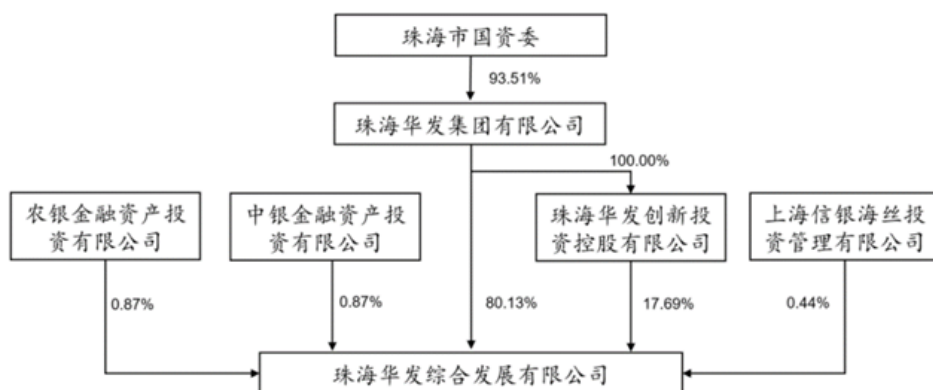 珠海市国资委
93.51%
珠海华发集团有限公司
100.00%
农银金融资产投
资有限公司
中银金融资产投
资有限公司
珠海华发创新投
资控股有限公司
上海信银海丝投
资管理有限公司
0.87%
0.87%
80.13%
17.69%
0.44%
珠海华发综合发展有限公司